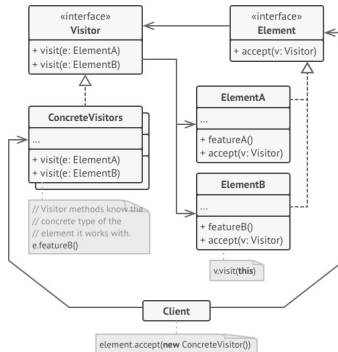 «interface»
Visitor
+ visit(e: ElementA)
+ visit(e: ElementB)
«interface»
Element
+ accept(v: Visitor)
ConcreteVisitors
...
+ visit(e: ElementA)
+ visit(e: ElementB)
// Visitor methods know the
// concrete type of the
// element it works with.
e.featureB()
ElementA
...
+ featureA()
+ accept(v: Visitor)
ElementB
...
+ featureB()
+ accept(v: Visitor)
v.visit(this)
Client
element.accept(new ConcreteVisitor())